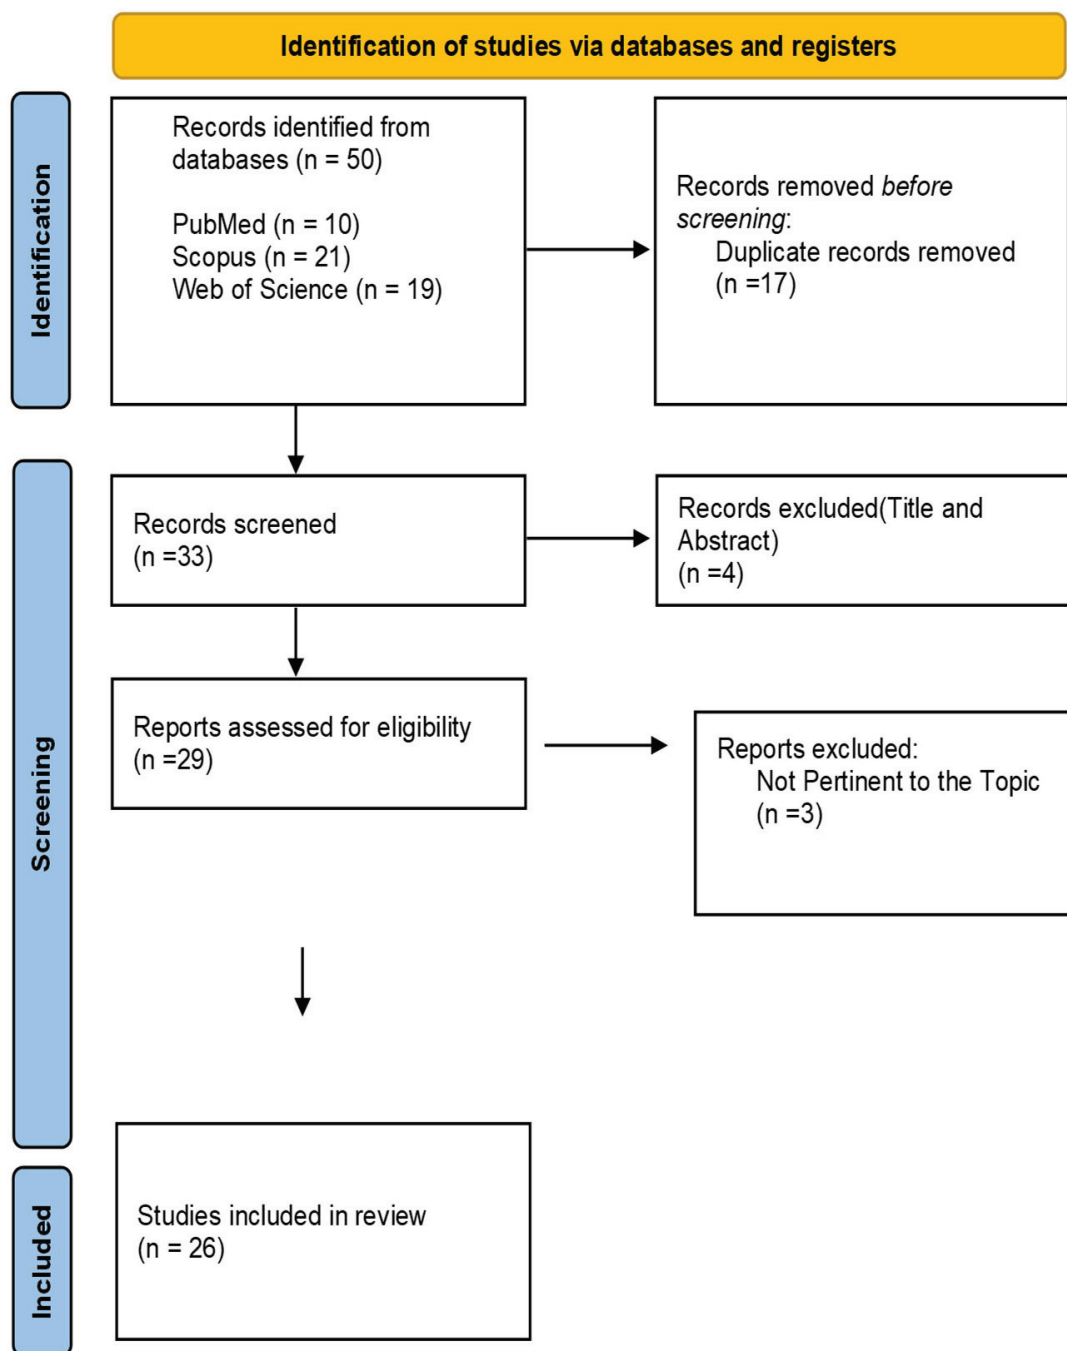 Identification of studies via databases and registers
Identification
Records identified from
databases (n = 50)
PubMed (n = 10)
Scopus (n = 21)
Web of Science (n = 19)
Records removed before
screening:
Duplicate records removed
(n =17)
Screening
Records screened
(n =33)
Records excluded(Title and
Abstract)
(n =4)
Reports assessed for eligibility
(n =29)
Reports excluded:
Not Pertinent to the Topic
(n =3)
Included
Studies included in review
(n = 26)